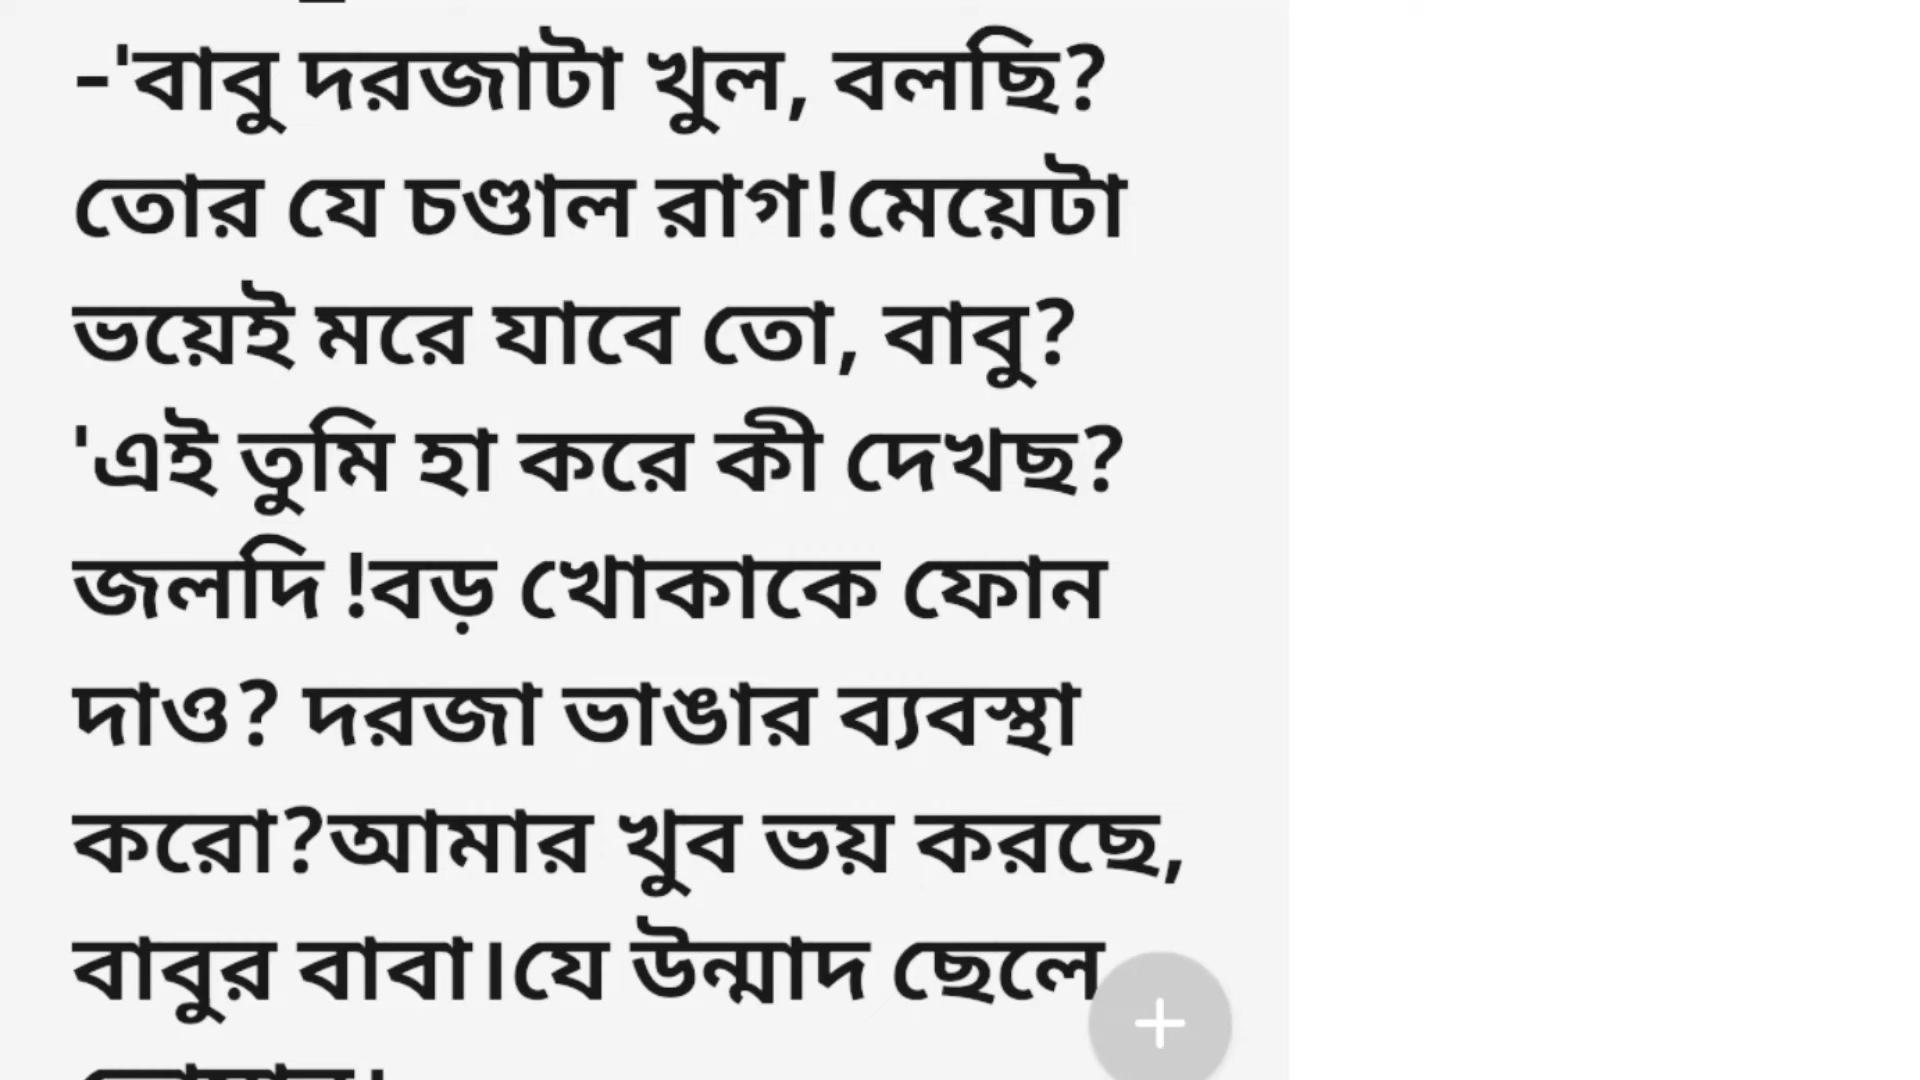 -'বাবু দরজাটা খুল, বলছি?
তোর যে চণ্ডাল রাগ!মেয়েটা
ভয়েই মরে যাবে তো, বাবু?
'এই তুমি হা করে কী দেখছ?
জলদি !বড় খোকাকে ফোন
দাও? দরজা ভাঙার ব্যবস্থা
করো?আমার খুব ভয় করছে,
বাবুর বাবা।যে উন্মাদ ছেলে